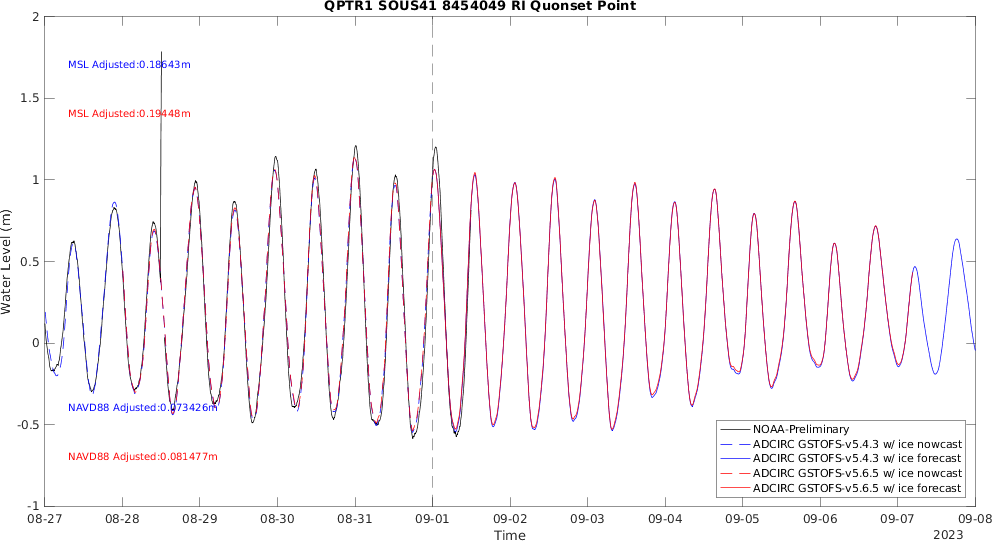 QPTR1 SOUS41 8454049 RI Quonset Point
2
1.5
1
0.5
0
-0.5
-1
Water Level (m)
MSL Adjusted:0.18643m
MSL Adjusted:0.19448m
NAVD88 Adjusted:0.073426m
NAVD88 Adjusted:0.081477m
NOAA-Preliminary
ADCIRC GSTOFS-v5.4.3 w/ ice nowcast
ADCIRC GSTOFS-v5.4.3 w/ ice forecast
ADCIRC GSTOFS-v5.6.5 w/ ice nowcast
ADCIRC GSTOFS-v5.6.5 w/ ice forecast
08-27 08-28 08-29 08-30 08-31 09-01 09-02 09-03 09-04 09-05 09-06 09-07 09-08
Time
2023